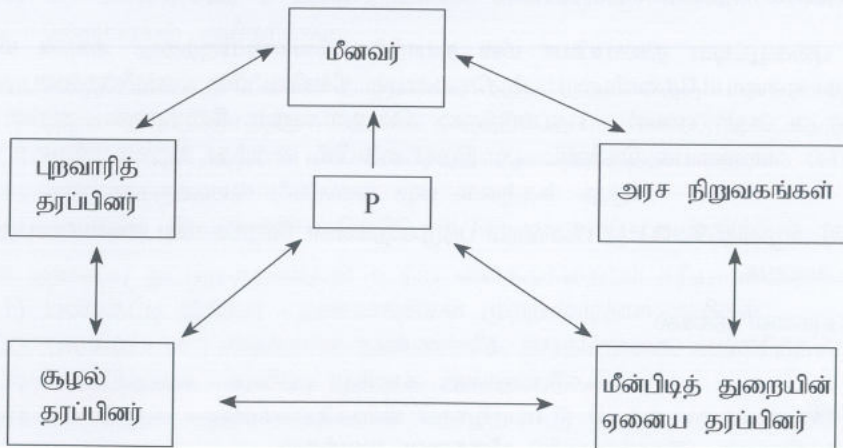 மீனவர்
புறவாரித்
தரப்பினர்
P
அரச நிறுவகங்கள்
சூழல்
தரப்பினர்
மீன்பிடித் துறையின்
ஏனைய தரப்பினர்